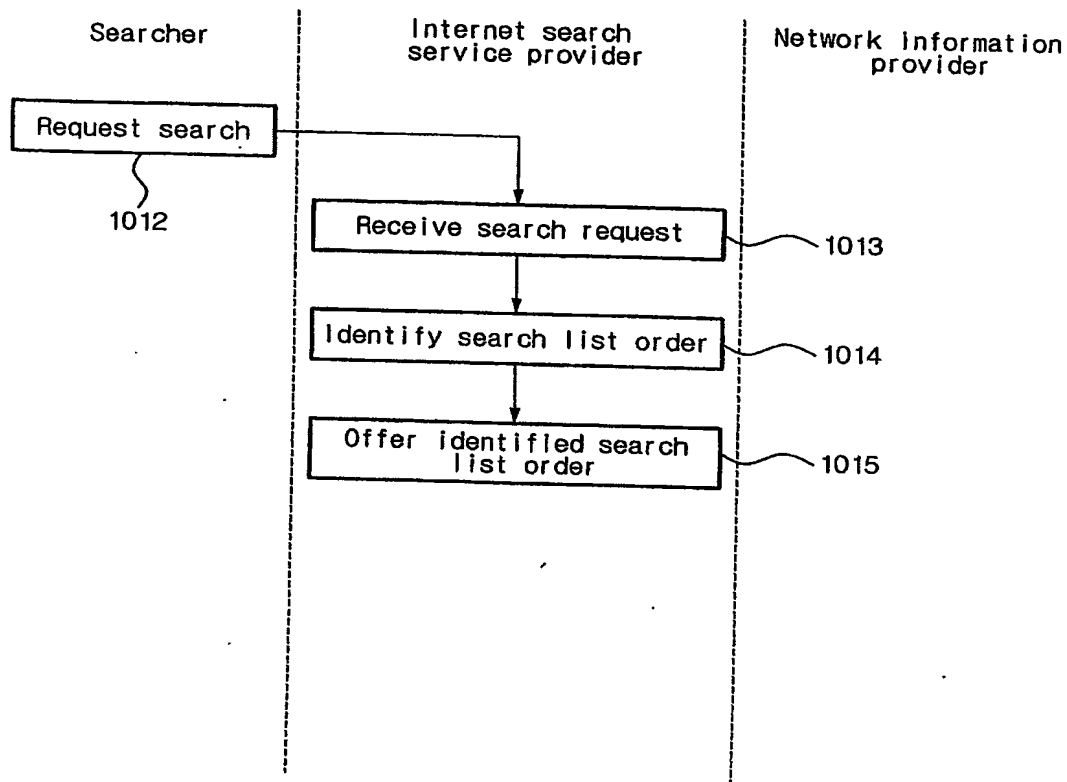 Searcher
Internet search
service provider
Network information
provider
Request search
1012
Receive search request
1013
Identify search list order
1014
Offer identified search
list order
1015